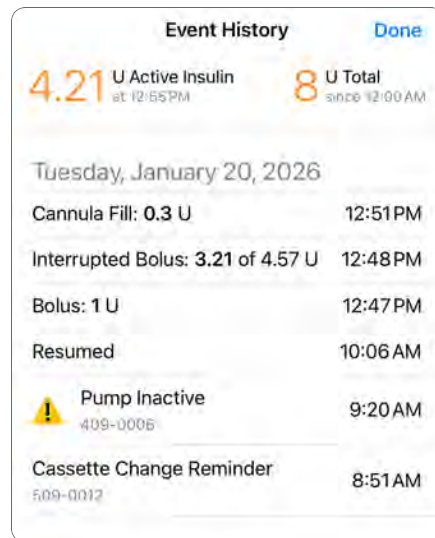 Event History
Done
4.21 U Active Insulin
at 12:55 PM
8 U Total
since 12:00 AM
Tuesday, January 20, 2026
Cannula Fill: 0.3 U 12:51 PM
Interrupted Bolus: 3.21 of 4.57 U 12:48 PM
Bolus: 1 U 12:47 PM
Resumed 10:06 AM
Pump Inactive 9:20 AM
409-0006
Cassette Change Reminder 8:51 AM
509-0012